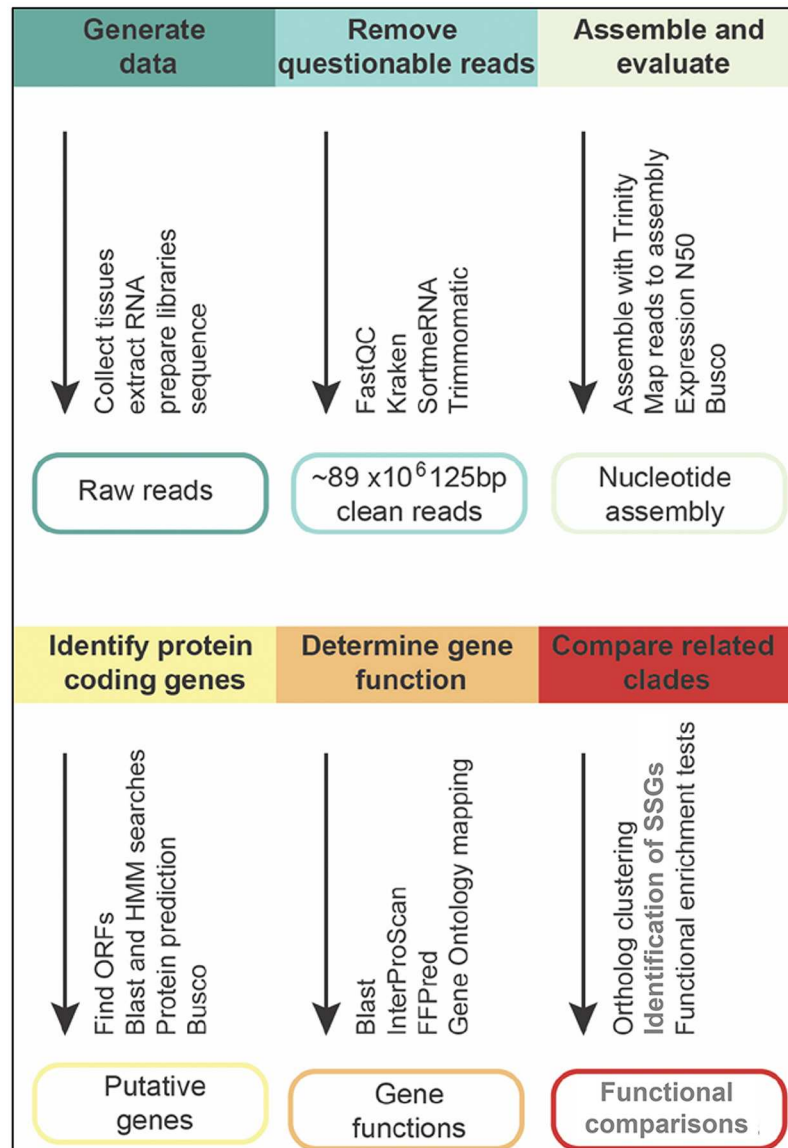 Generate
data
Remove
questionable reads
Assemble and
evaluate
Collect tissues
extract RNA
prepare libraries
sequence
FastQC
Kraken
SortmeRNA
Trimmomatic
Assemble with Trinity
Map reads to assembly
Expression N50
Busco
Raw reads
~89 x10⁶ 125bp
clean reads
Nucleotide
assembly
Identify protein
coding genes
Determine gene
function
Compare related
clades
Find ORFs
Blast and HMM searches
Protein prediction
Busco
Blast
InterProScan
FFPred
Gene Ontology mapping
Ortholog clustering
Identification of SSGs
Functional enrichment tests
Putative
genes
Gene
functions
Functional
comparisons